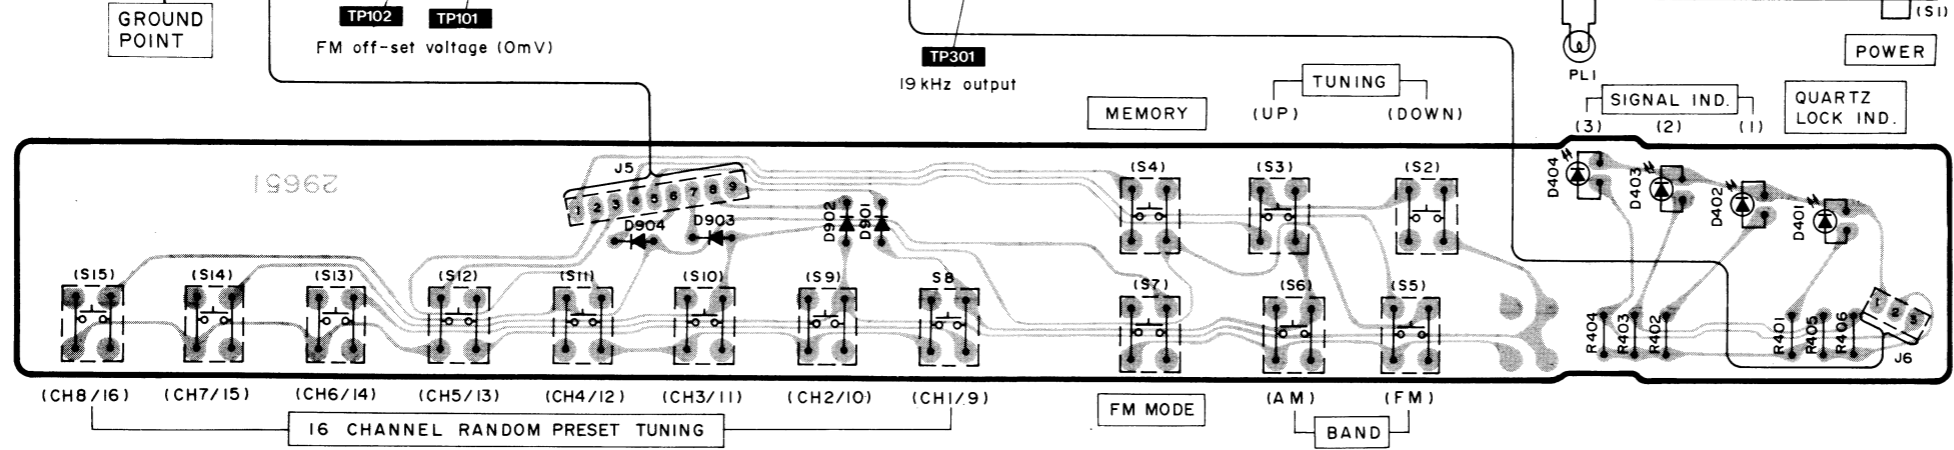 GROUND
POINT
TP102
TP101
FM off-set voltage (0mV)
TP301
19kHz output
(S1)
POWER
PL1
MEMORY
TUNING
(UP)
(DOWN)
SIGNAL IND.
(3)
(2)
(1)
QUARTZ
LOCK IND.
29651
J5
1 2 3 4 5 6 7 8 9
D904
D903
D902
D901
(S4)
(S3)
(S2)
D404
D403
D402
D401
(S15)
(S14)
(S13)
(S12)
(S11)
(S10)
(S9)
S8
(S7)
(S6)
(S5)
R404
R403
R402
R401
R405
R406
1 2 3
J6
(CH8/16)
(CH7/15)
(CH6/14)
(CH5/13)
(CH4/12)
(CH3/11)
(CH2/10)
(CH1/9)
16 CHANNEL RANDOM PRESET TUNING
FM MODE
(AM)
(FM)
BAND